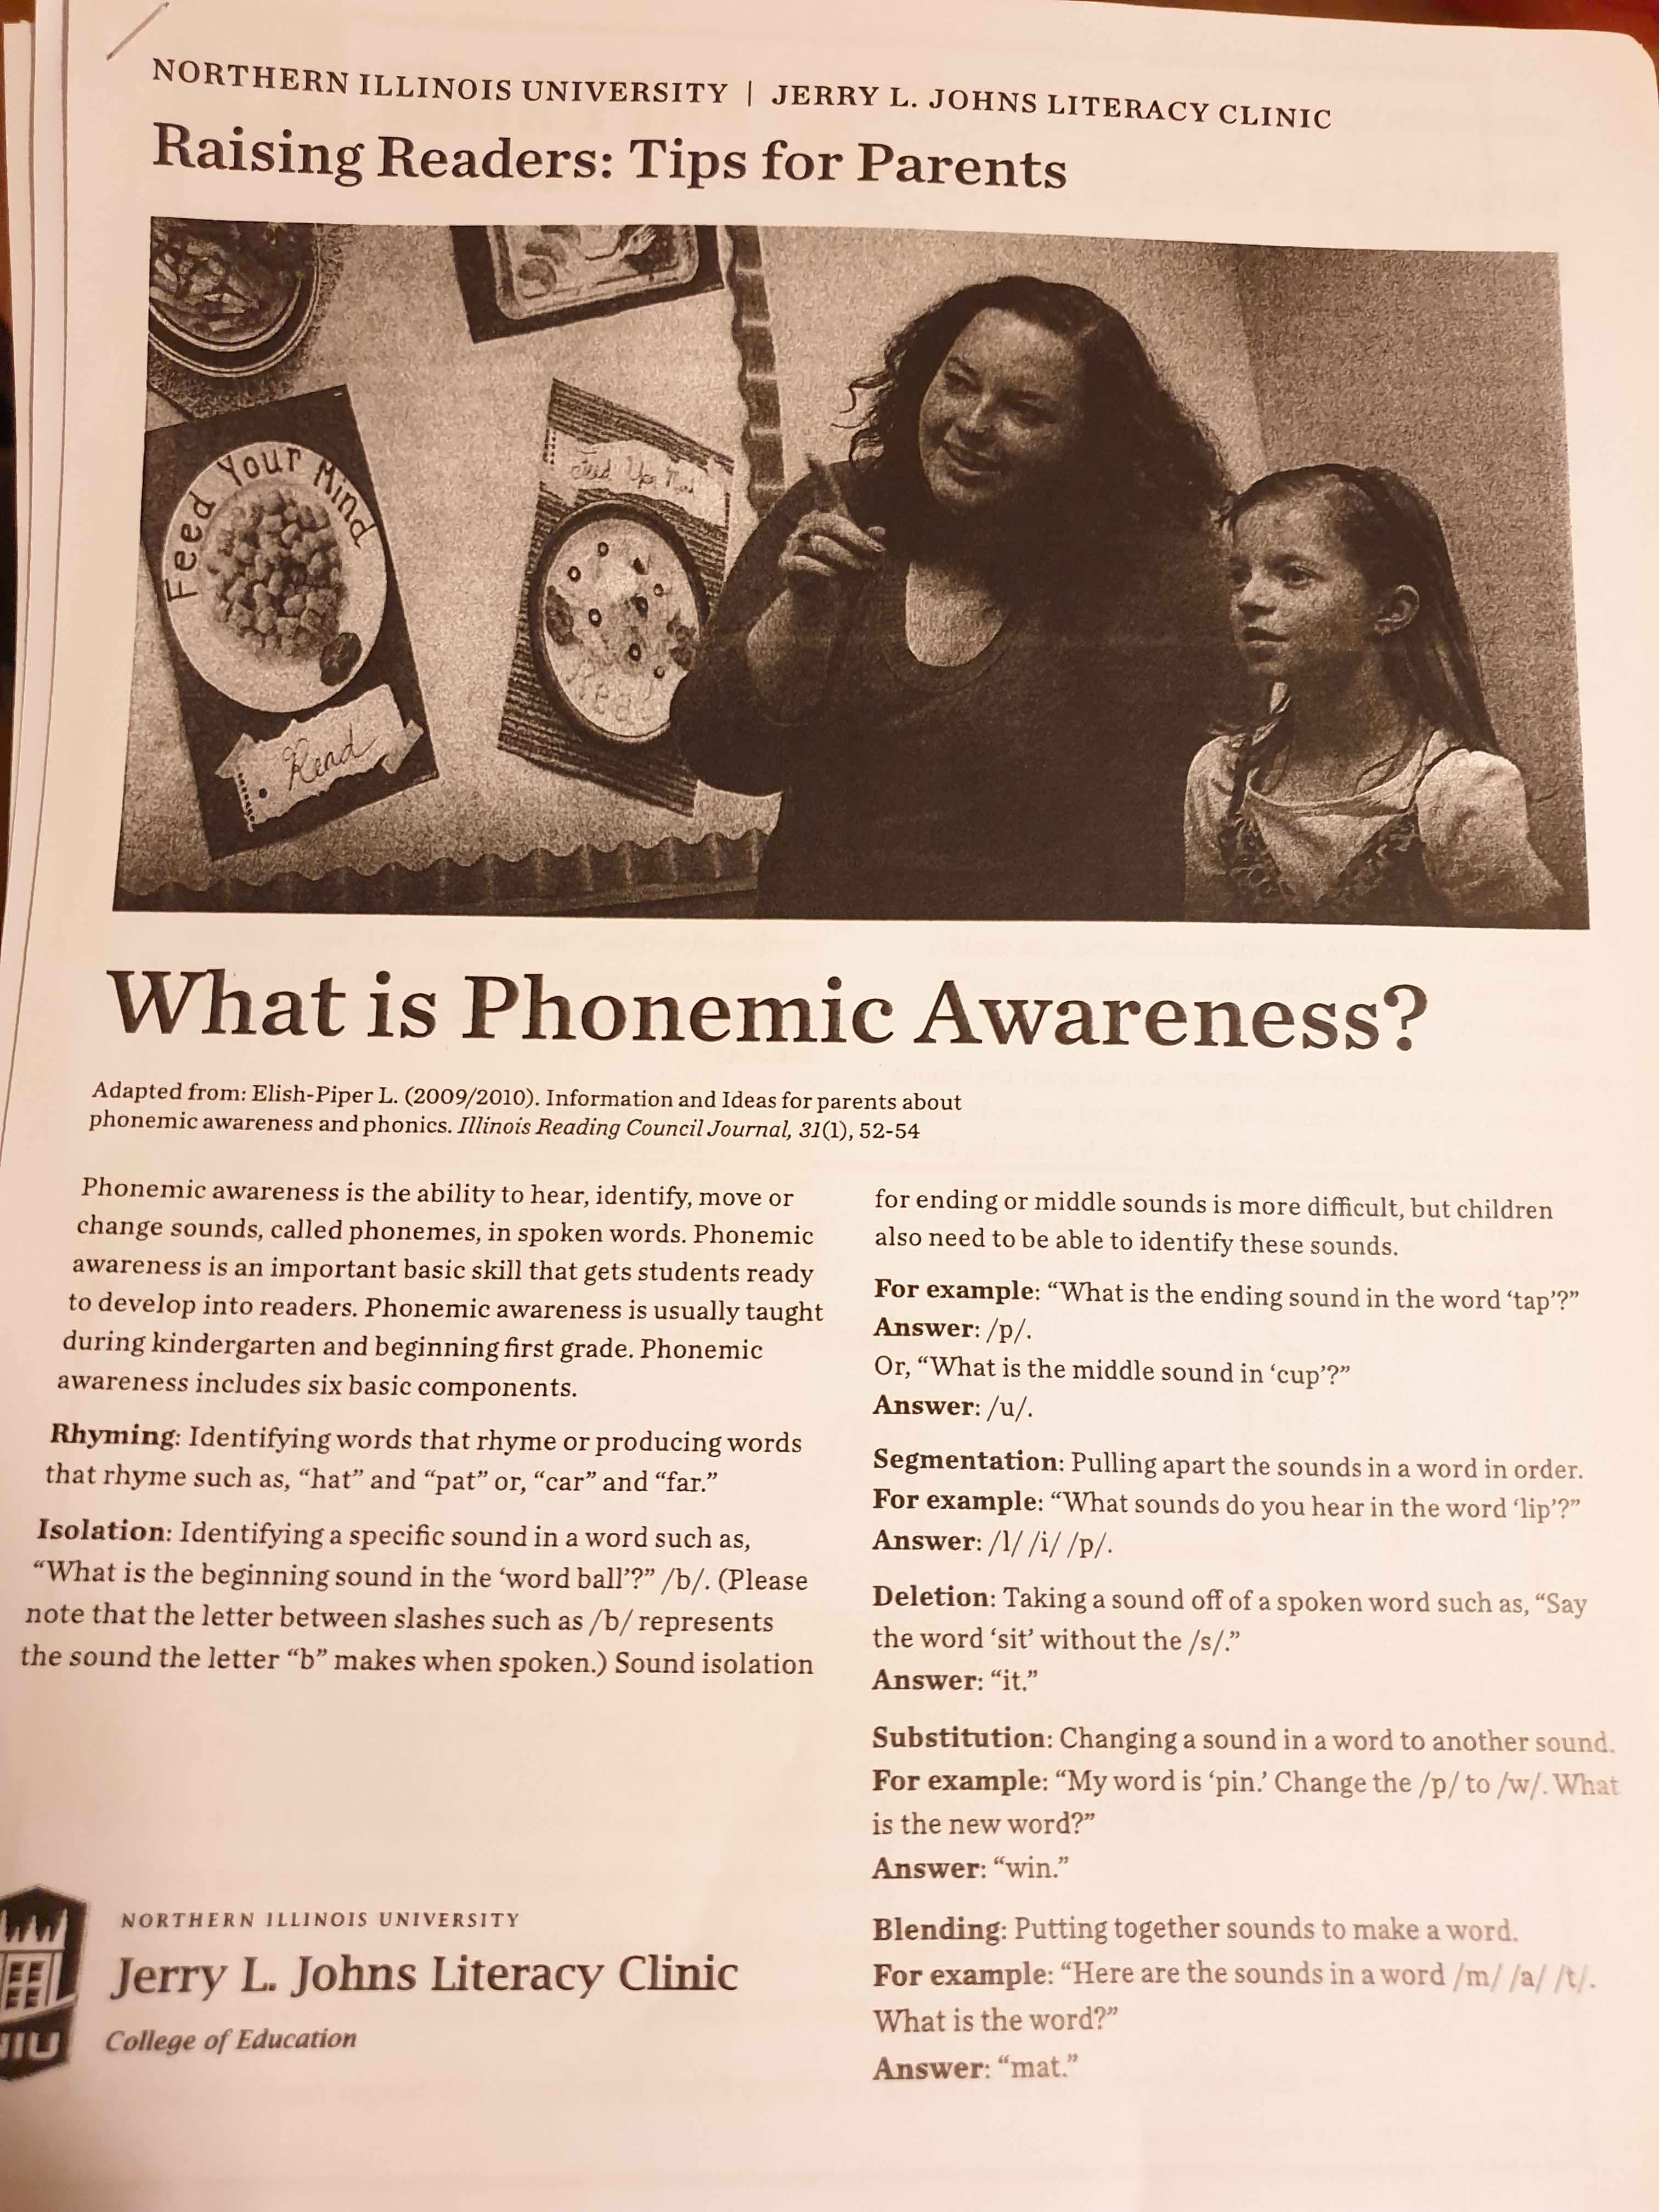 NORTHERN ILLINOIS UNIVERSITY | JERRY L. JOHNS LITERACY CLINIC
Raising Readers: Tips for Parents
Feed Your Mind
Read
Feed Your Mind
Read
What is Phonemic Awareness?
Adapted from: Elish-Piper L. (2009/2010). Information and Ideas for parents about
phonemic awareness and phonics. Illinois Reading Council Journal, 31(1), 52-54
Phonemic awareness is the ability to hear, identify, move or
change sounds, called phonemes, in spoken words. Phonemic
awareness is an important basic skill that gets students ready
to develop into readers. Phonemic awareness is usually taught
during kindergarten and beginning first grade. Phonemic
awareness includes six basic components.
Rhyming: Identifying words that rhyme or producing words
that rhyme such as, “hat” and “pat” or, “car” and “far.”
Isolation: Identifying a specific sound in a word such as,
“What is the beginning sound in the ‘word ball’?” /b/. (Please
note that the letter between slashes such as /b/ represents
the sound the letter “b” makes when spoken.) Sound isolation
for ending or middle sounds is more difficult, but children
also need to be able to identify these sounds.
For example: “What is the ending sound in the word ‘tap’?”
Answer: /p/.
Or, “What is the middle sound in ‘cup’?”
Answer: /u/.
Segmentation: Pulling apart the sounds in a word in order.
For example: “What sounds do you hear in the word ‘lip’?”
Answer: /l/ /i/ /p/.
Deletion: Taking a sound off of a spoken word such as, “Say
the word ‘sit’ without the /s/.”
Answer: “it.”
Substitution: Changing a sound in a word to another sound.
For example: “My word is ‘pin.’ Change the /p/ to /w/. What
is the new word?”
Answer: “win.”
Blending: Putting together sounds to make a word.
For example: “Here are the sounds in a word /m/ /a/ /t/.
What is the word?”
Answer: “mat.”
NIU
NORTHERN ILLINOIS UNIVERSITY
Jerry L. Johns Literacy Clinic
College of Education